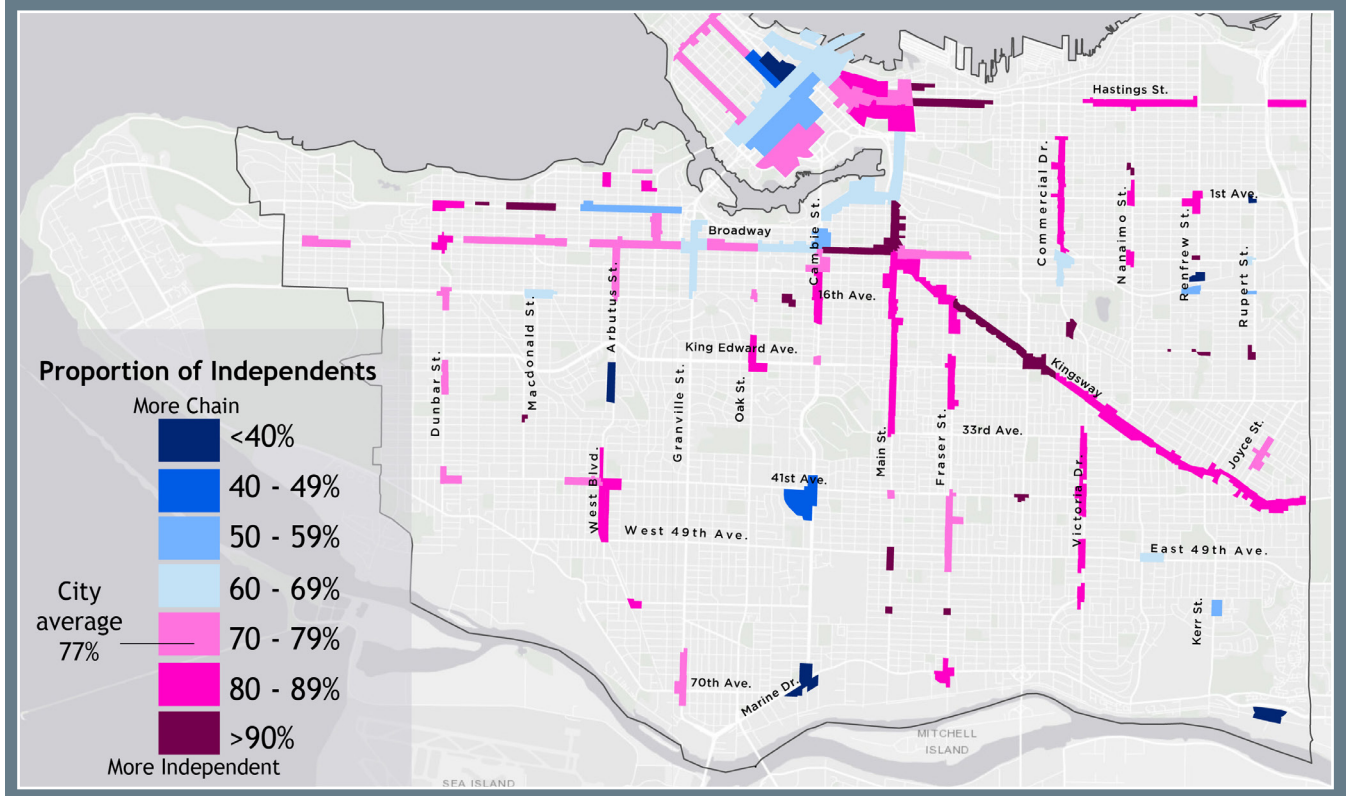 Hastings St.
Commercial Dr.
Nanaimo St.
1st Ave.
Renfrew St.
Rupert St.
Broadway
Cambie St.
Arbutus St.
16th Ave.
Macdonald St.
King Edward Ave.
Dunbar St.
Granville St.
Oak St.
Kingsway
Main St.
Fraser St.
33rd Ave.
Joyce St.
West Blvd.
41st Ave.
Victoria Dr.
West 49th Ave.
East 49th Ave.
Kerr St.
70th Ave.
Marine Dr.
MITCHELL
ISLAND
SEA ISLAND
Proportion of Independents
More Chain
<40%
40 - 49%
50 - 59%
60 - 69%
City
average
77%
70 - 79%
80 - 89%
>90%
More Independent